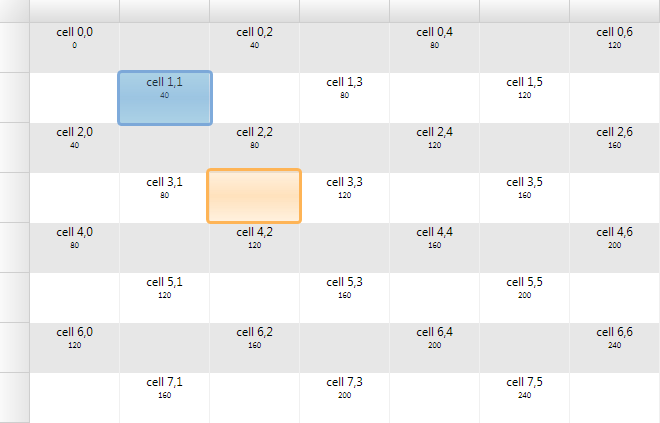 cell 0,0 cell 0,2 cell 0,4 cell 0,6
0 40 80 120
cell 1,1 cell 1,3 cell 1,5
40 80 120
cell 2,0 cell 2,2 cell 2,4 cell 2,6
40 80 120 160
cell 3,1 cell 3,3 cell 3,5
80 120 160
cell 4,0 cell 4,2 cell 4,4 cell 4,6
80 120 160 200
cell 5,1 cell 5,3 cell 5,5
120 160 200
cell 6,0 cell 6,2 cell 6,4 cell 6,6
120 160 200 240
cell 7,1 cell 7,3 cell 7,5
160 200 240